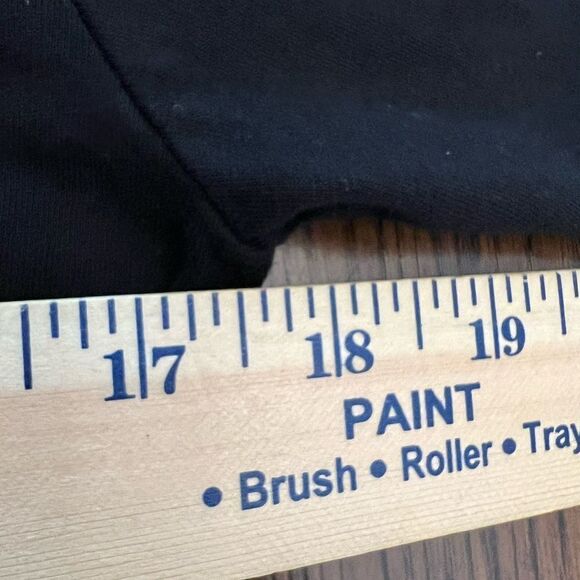 17 18 19
PAINT
• Brush • Roller • Tray